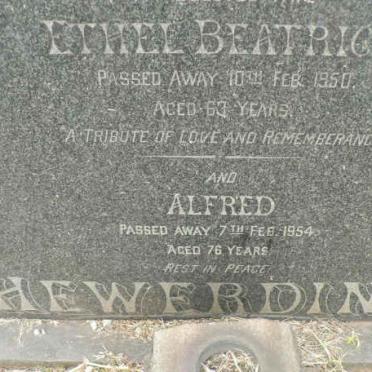 ETHEL BEATRIC
PASSED AWAY 10TH FEB. 1950.
AGED 63 YEARS.
A TRIBUTE OF LOVE AND REMEMBERANC
AND
ALFRED
PASSED AWAY 7TH FEB. 1954.
AGED 76 YEARS
REST IN PEACE.
HEWERDIN